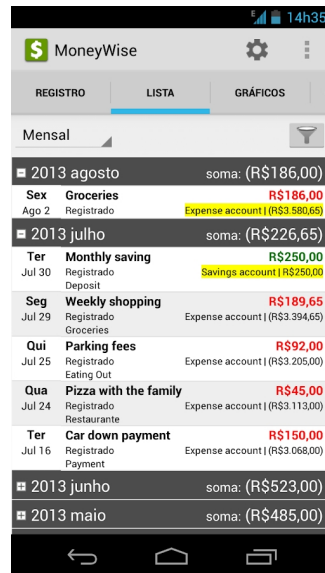 E 14h35
$ MoneyWise
REGISTRO LISTA GRÁFICOS
Mensal
2013 agosto soma: (R$186,00)
Sex Groceries R$186,00
Ago 2 Registrado Expense account | (R$3.580,65)
2013 julho soma: (R$226,65)
Ter Monthly saving R$250,00
Jul 30 Registrado Savings account | R$250,00
Deposit
Seg Weekly shopping R$189,65
Jul 29 Registrado Expense account | (R$3.394,65)
Groceries
Qui Parking fees R$92,00
Jul 25 Registrado Expense account | (R$3.205,00)
Eating Out
Qua Pizza with the family R$45,00
Jul 24 Registrado Expense account | (R$3.113,00)
Restaurante
Ter Car down payment R$150,00
Jul 16 Registrado Expense account | (R$3.068,00)
Payment
2013 junho soma: (R$523,00)
2013 maio soma: (R$485,00)